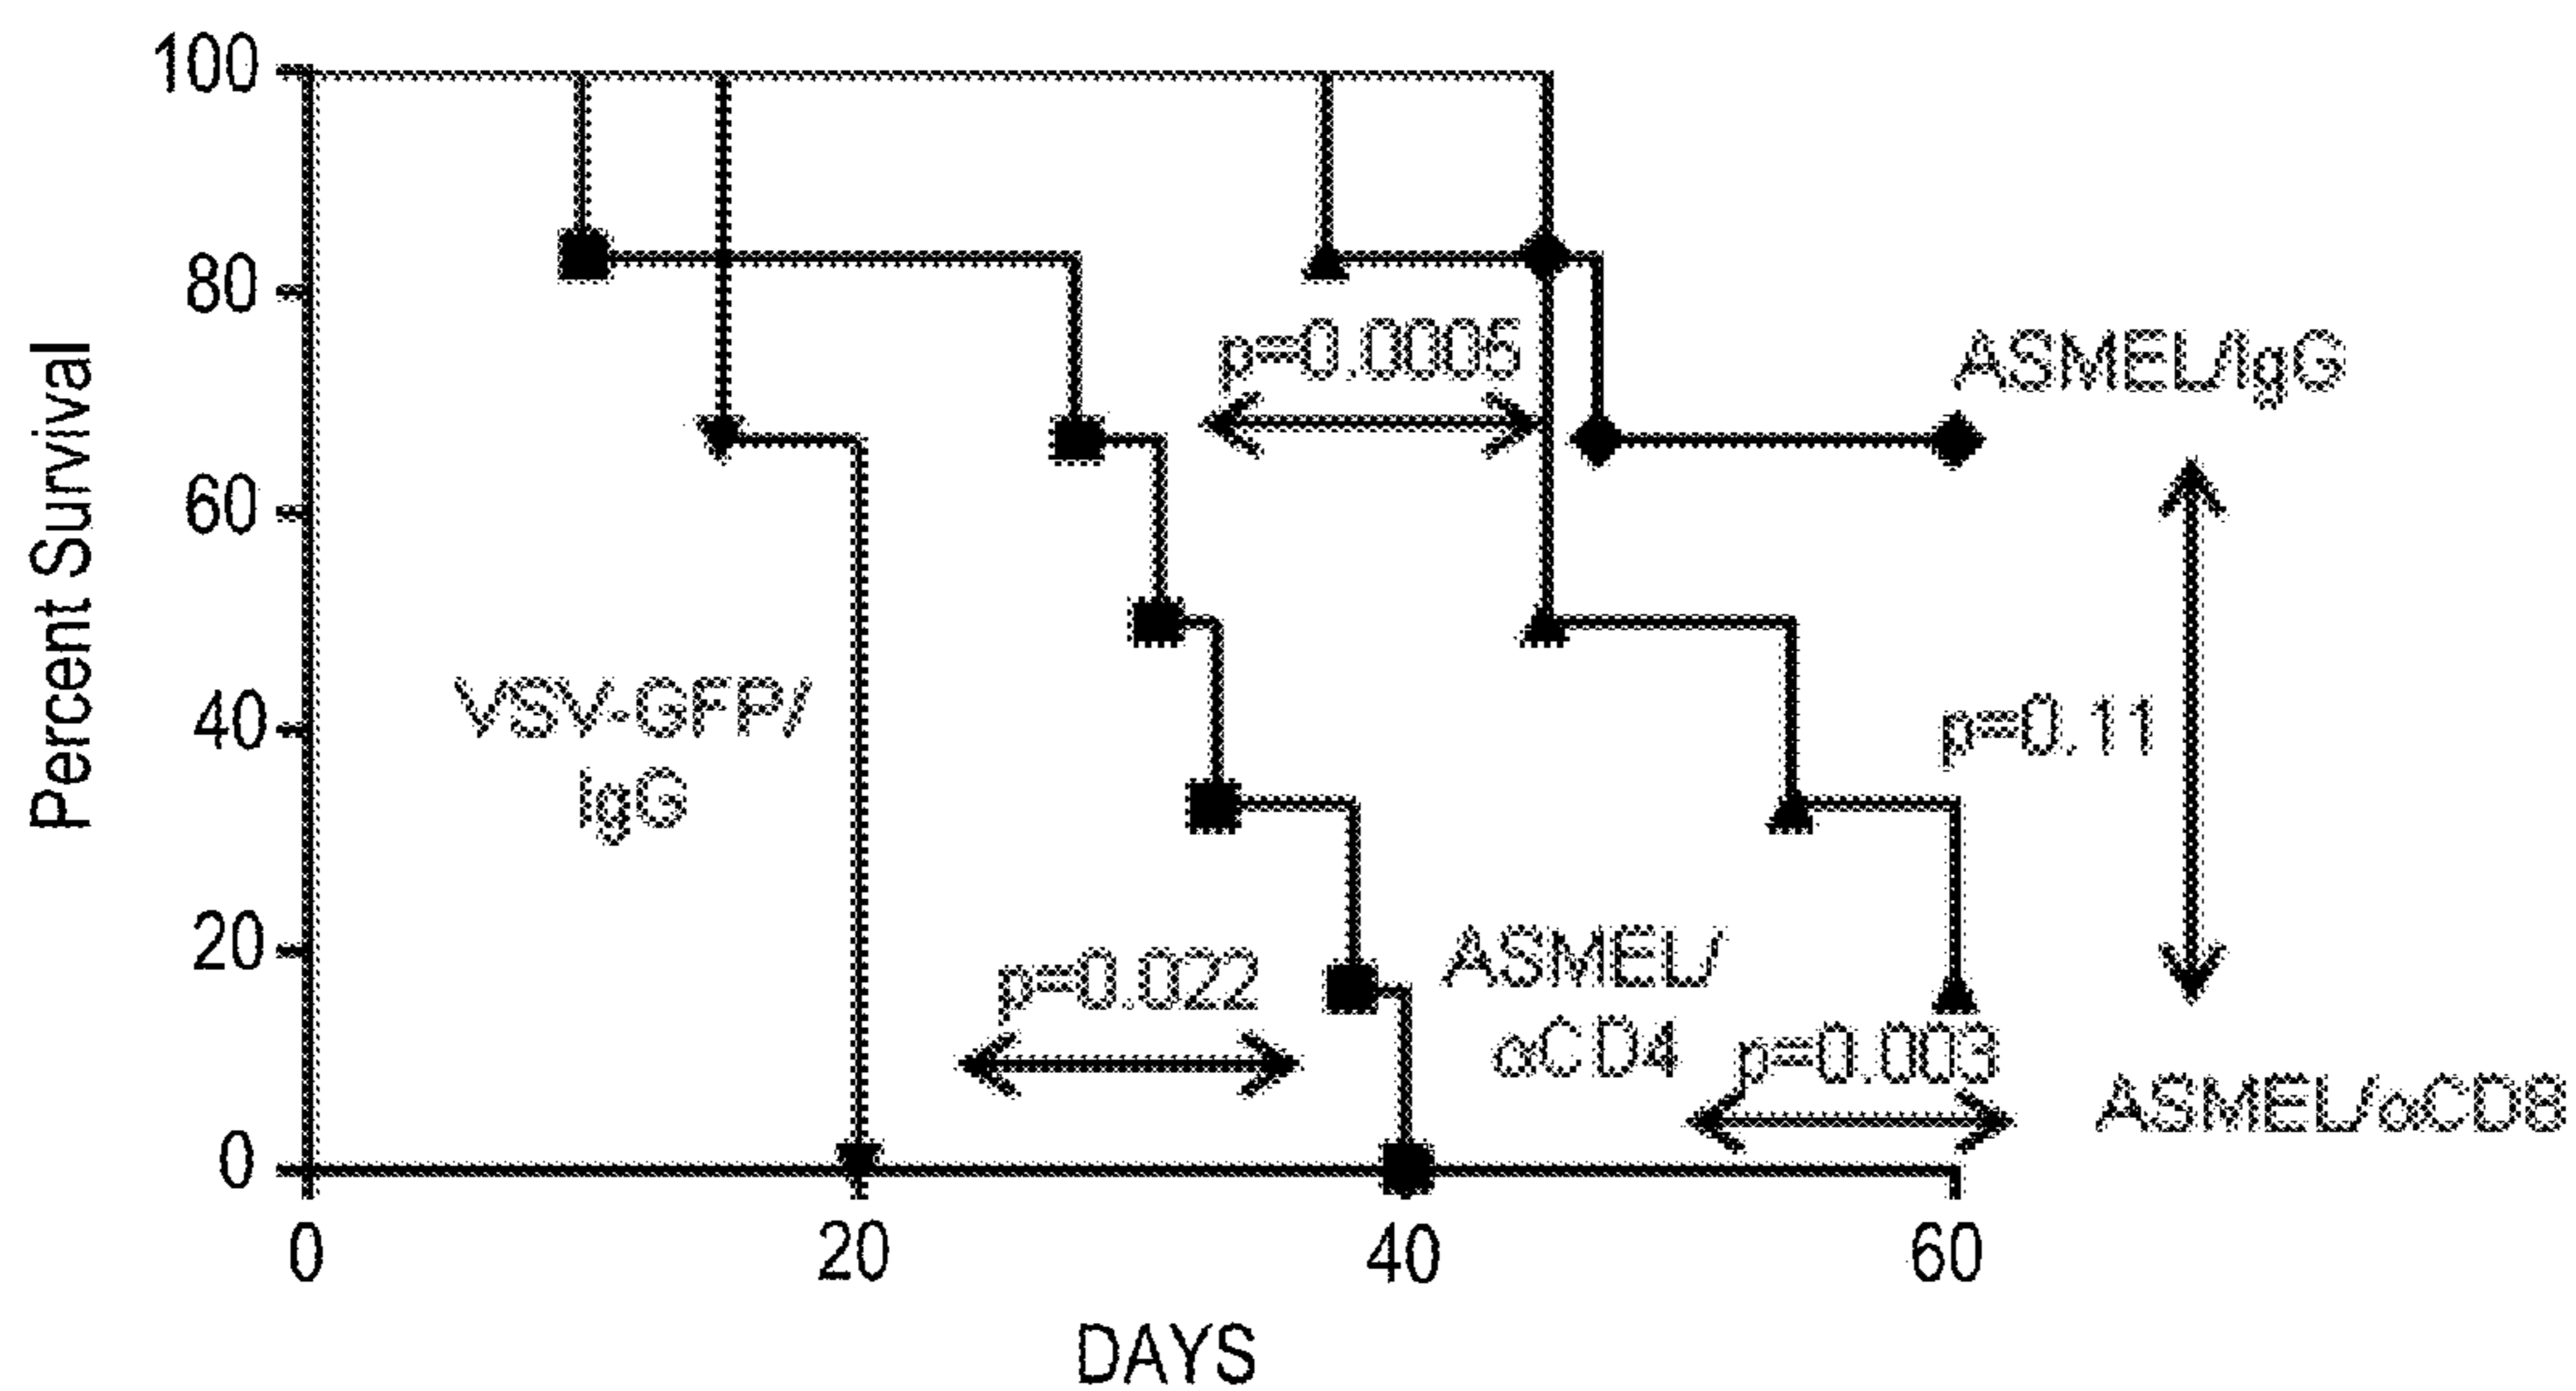 Percent Survival
100
80
60
40
20
0
p=0.0005
ASMEL/IgG
VSV-GFP/
IgG
p=0.11
p=0.022
ASMEL/
αCD4
p=0.003
ASMEL/αCD8
0
20
40
60
DAYS